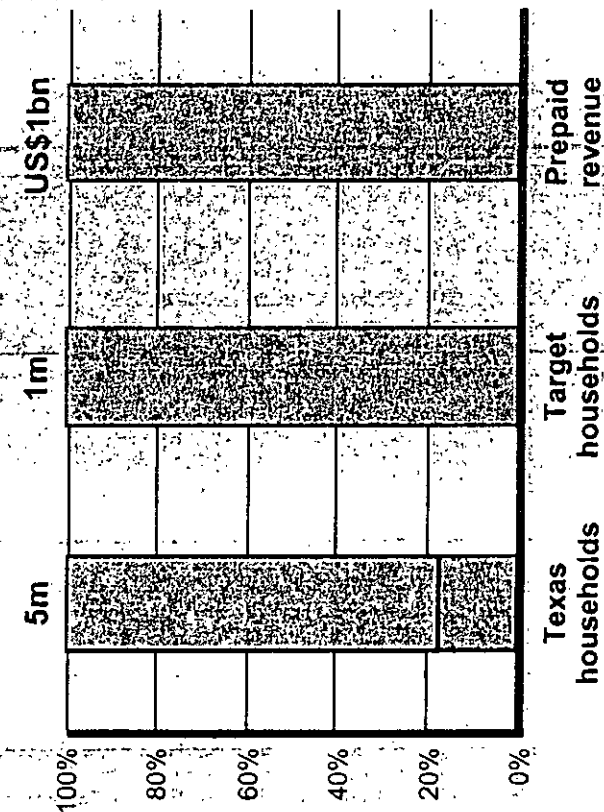 5m
1m
US$1bn
100%
80%
60%
40%
20%
0%
Texas
households
Target
households
Prepaid
revenue